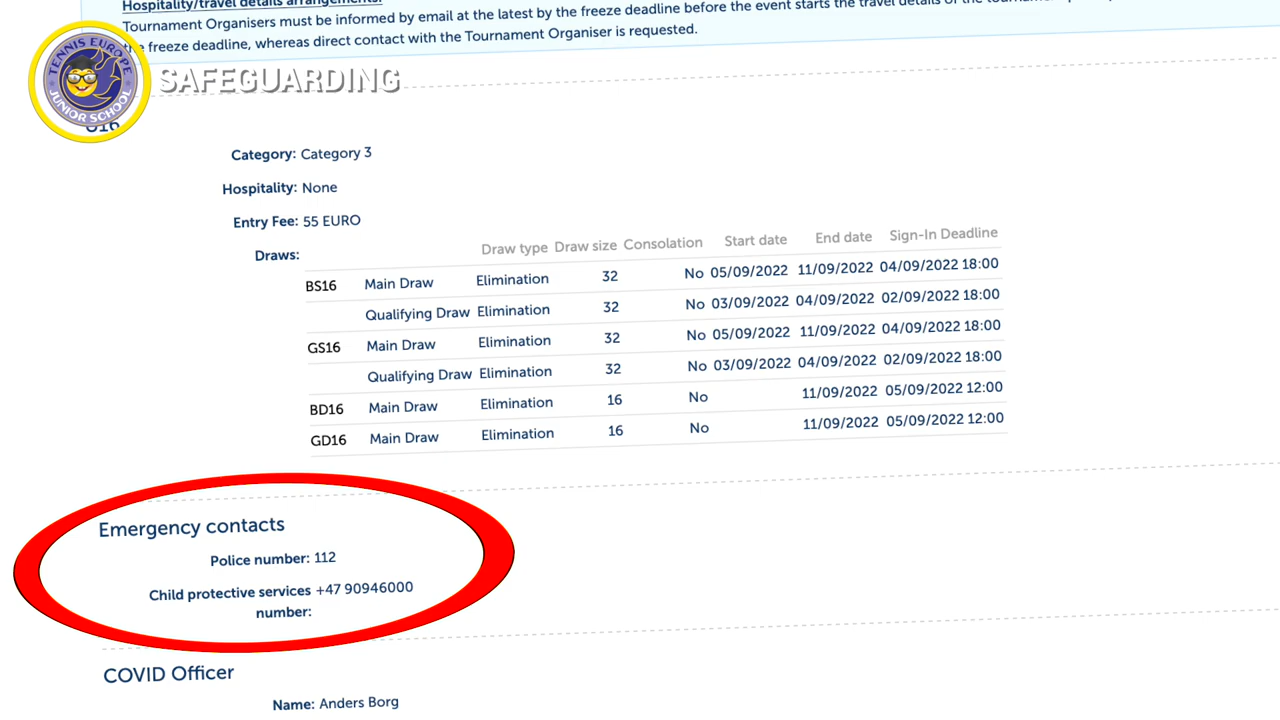 Hospitality/travel details arrangements:
Tournament Organisers must be informed by email at the latest by the freeze deadline before the event starts the travel details of the
freeze deadline, whereas direct contact with the Tournament Organiser is requested.
TENNIS EUROPE
JUNIOR SCHOOL
SAFEGUARDING
U16
Category: Category 3
Hospitality: None
Entry Fee: 55 EURO
Draws:
Draw type Draw size Consolation Start date End date Sign-In Deadline
BS16 Main Draw Elimination 32 No 05/09/2022 11/09/2022 04/09/2022 18:00
Qualifying Draw Elimination 32 No 03/09/2022 04/09/2022 02/09/2022 18:00
GS16 Main Draw Elimination 32 No 05/09/2022 11/09/2022 04/09/2022 18:00
Qualifying Draw Elimination 32 No 03/09/2022 04/09/2022 02/09/2022 18:00
BD16 Main Draw Elimination 16 No 11/09/2022 05/09/2022 12:00
GD16 Main Draw Elimination 16 No 11/09/2022 05/09/2022 12:00
Emergency contacts
Police number: 112
Child protective services +47 90946000
number:
COVID Officer
Name: Anders Borg